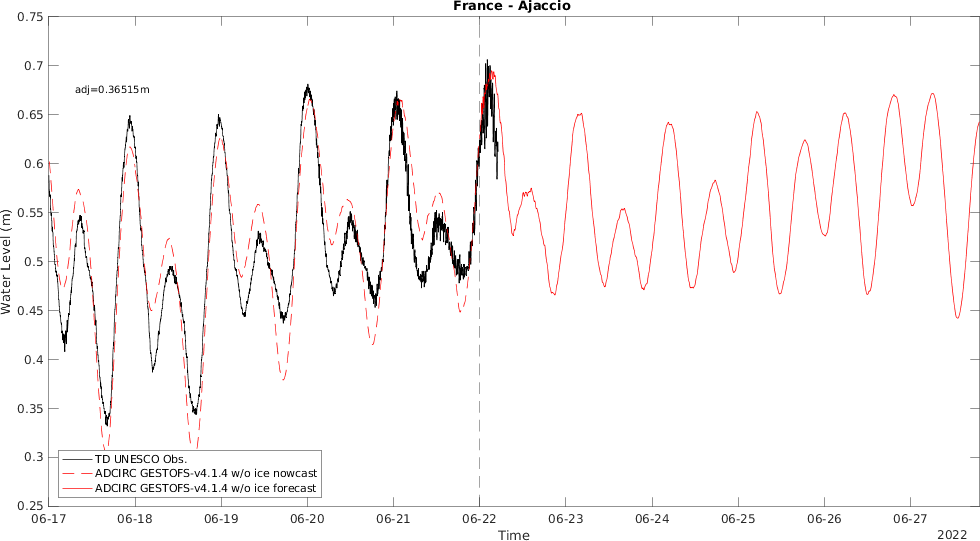 France - Ajaccio
0.75
0.7
0.65
0.6
0.55
0.5
0.45
0.4
0.35
0.3
0.25
Water Level (m)
adj=0.36515m
TD UNESCO Obs.
ADCIRC GESTOFS-v4.1.4 w/o ice nowcast
ADCIRC GESTOFS-v4.1.4 w/o ice forecast
06-17 06-18 06-19 06-20 06-21 06-22 06-23 06-24 06-25 06-26 06-27
Time
2022